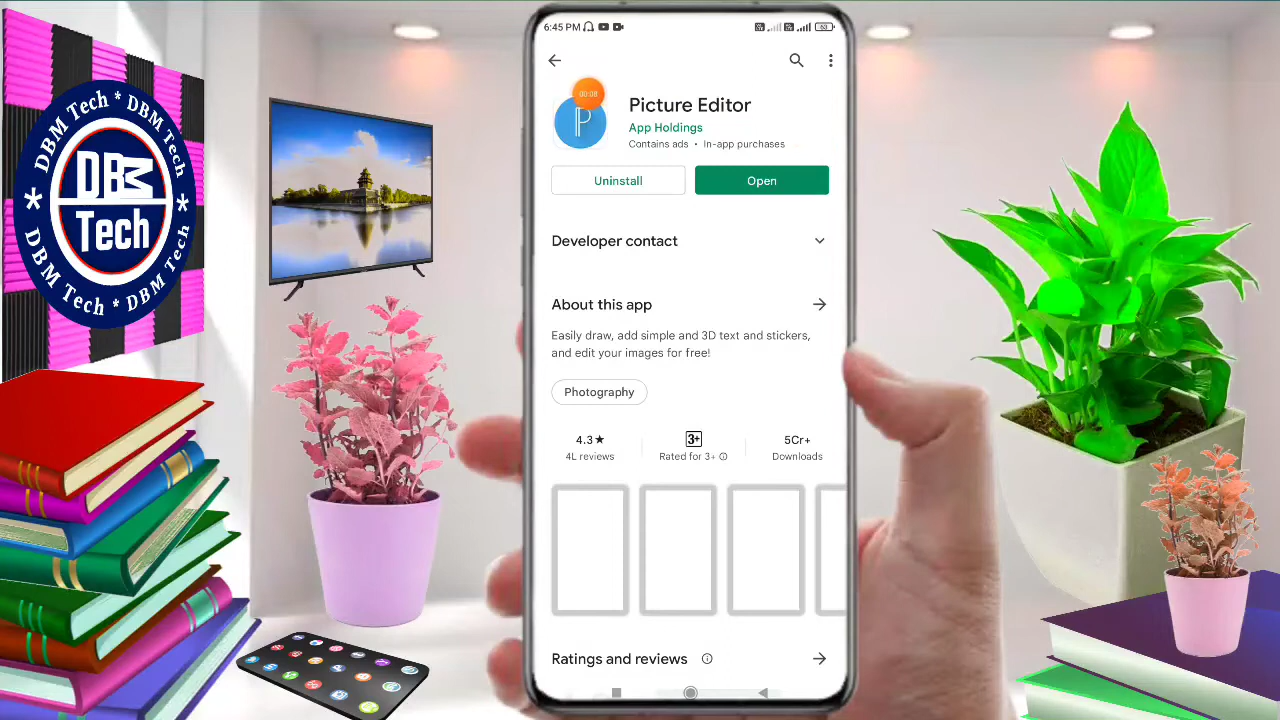 DBM Tech * DBM Tech *
DBM
Tech
DBM Tech * DBM Tech
6:45 PM
63
00:08
Picture Editor
App Holdings
Contains ads • In-app purchases
Uninstall
Open
Developer contact
About this app
Easily draw, add simple and 3D text and stickers,
and edit your images for free!
Photography
4.3★
4L reviews
3+
Rated for 3+
5Cr+
Downloads
Ratings and reviews